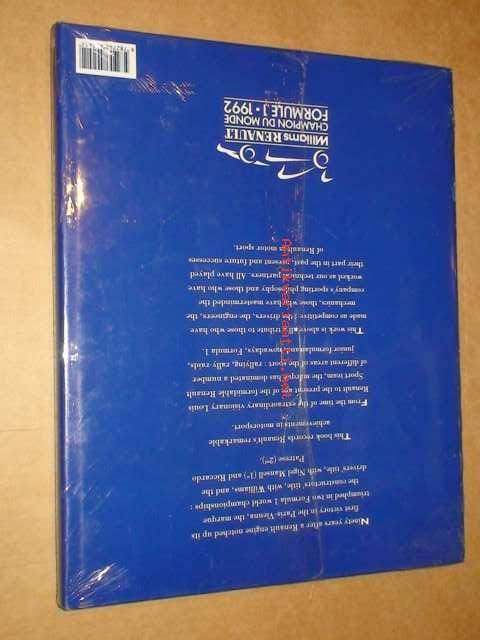 Ninety years after a Renault engine notched up its
first victory in the Paris-Vienna, the marque
triumphed in two Formula 1 world championships :
the constructors' title, with Williams, and the
drivers' title, with Nigel Mansell (1st) and Riccardo
Patrese (2nd).
This book records Renault's remarkable
achievements in motorsport.
From the time of the extraordinary visionary Louis
Renault to the present era of the formidable Renault
Sport team, the marque has dominated a number
of different areas of the sport : rallying, rally raids,
junior formulae and, nowadays, Formula 1.
This work is above all a tribute to those who have
made us competitive : the drivers, the engineers, the
mechanics, those who have masterminded the
company's sporting philosophy and those who have
worked as our technical partners. All have played
their part in the past, present and future successes
of Renault in motor sport.
Williams RENAULT
CHAMPION DU MONDE
FORMULE 1 • 1992